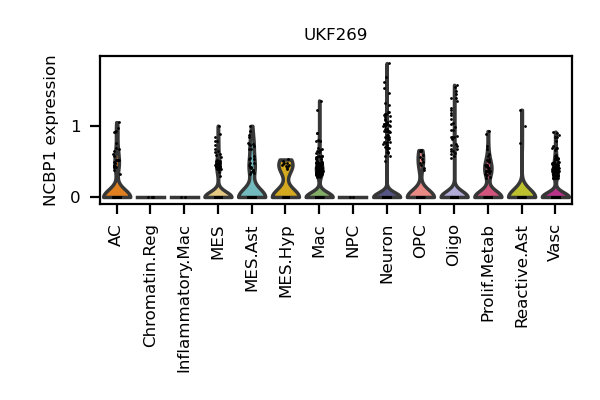 UKF269
NCBP1 expression
1
0
AC
Chromatin.Reg
Inflammatory.Mac
MES
MES.Ast
MES.Hyp
Mac
NPC
Neuron
OPC
Oligo
Prolif.Metab
Reactive.Ast
Vasc